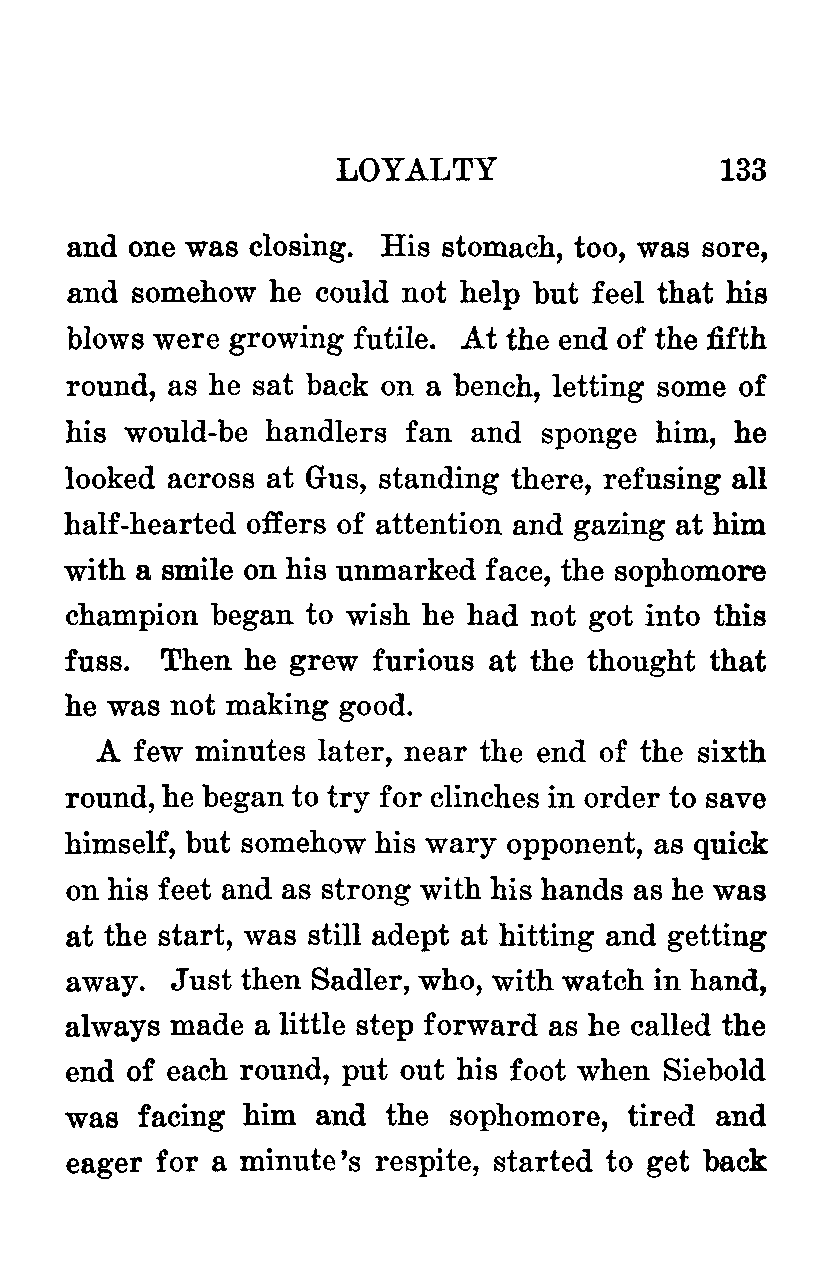 LOYALTY 133
and one was closing. His stomach, too, was sore,
and somehow he could not help but feel that his
blows were growing futile. At the end of the fifth
round, as he sat back on a bench, letting some of
his would-be handlers fan and sponge him, he
looked across at Gus, standing there, refusing all
half-hearted offers of attention and gazing at him
with a smile on his unmarked face, the sophomore
champion began to wish he had not got into this
fuss. Then he grew furious at the thought that
he was not making good.
A few minutes later, near the end of the sixth
round, he began to try for clinches in order to save
himself, but somehow his wary opponent, as quick
on his feet and as strong with his hands as he was
at the start, was still adept at hitting and getting
away. Just then Sadler, who, with watch in hand,
always made a little step forward as he called the
end of each round, put out his foot when Siebold
was facing him and the sophomore, tired and
eager for a minute's respite, started to get back